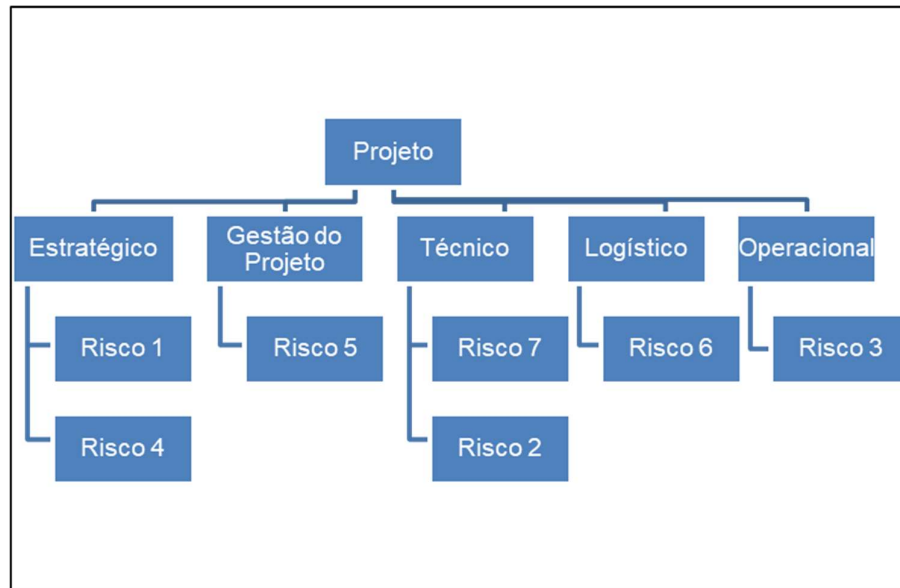 Projeto
Estratégico
Gestão do
Projeto
Técnico
Logístico
Operacional
Risco 1
Risco 5
Risco 7
Risco 6
Risco 3
Risco 4
Risco 2